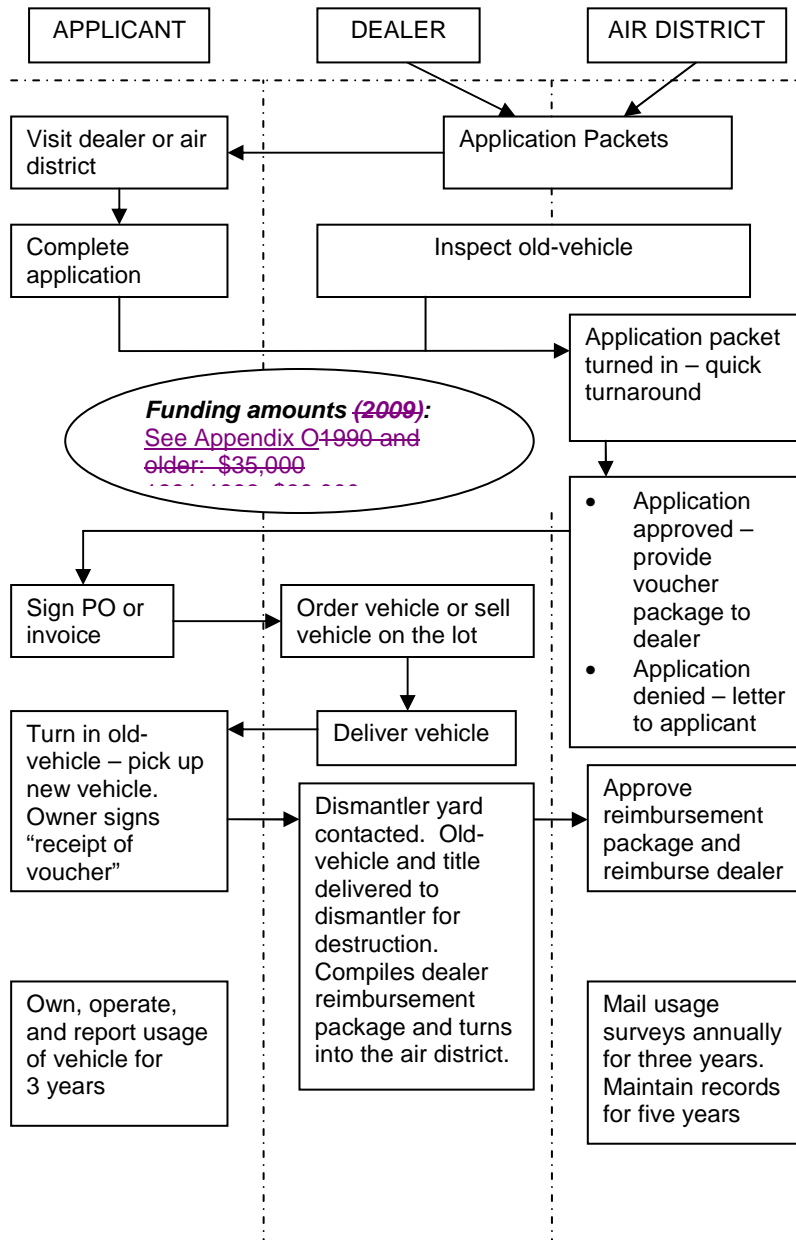 APPLICANT
DEALER
AIR DISTRICT
Visit dealer or air
district
Application Packets
Complete
application
Inspect old-vehicle
Application packet
turned in – quick
turnaround
Funding amounts (2009):
See Appendix O1990 and
older: $35,000
• Application
approved –
provide
voucher
package to
dealer
• Application
denied – letter
to applicant
Sign PO or
invoice
Order vehicle or sell
vehicle on the lot
Turn in old-
vehicle – pick up
new vehicle.
Owner signs
“receipt of
voucher”
Deliver vehicle
Dismantler yard
contacted. Old-
vehicle and title
delivered to
dismantler for
destruction.
Compiles dealer
reimbursement
package and turns
into the air district.
Approve
reimbursement
package and
reimburse dealer
Own, operate,
and report usage
of vehicle for
3 years
Mail usage
surveys annually
for three years.
Maintain records
for five years